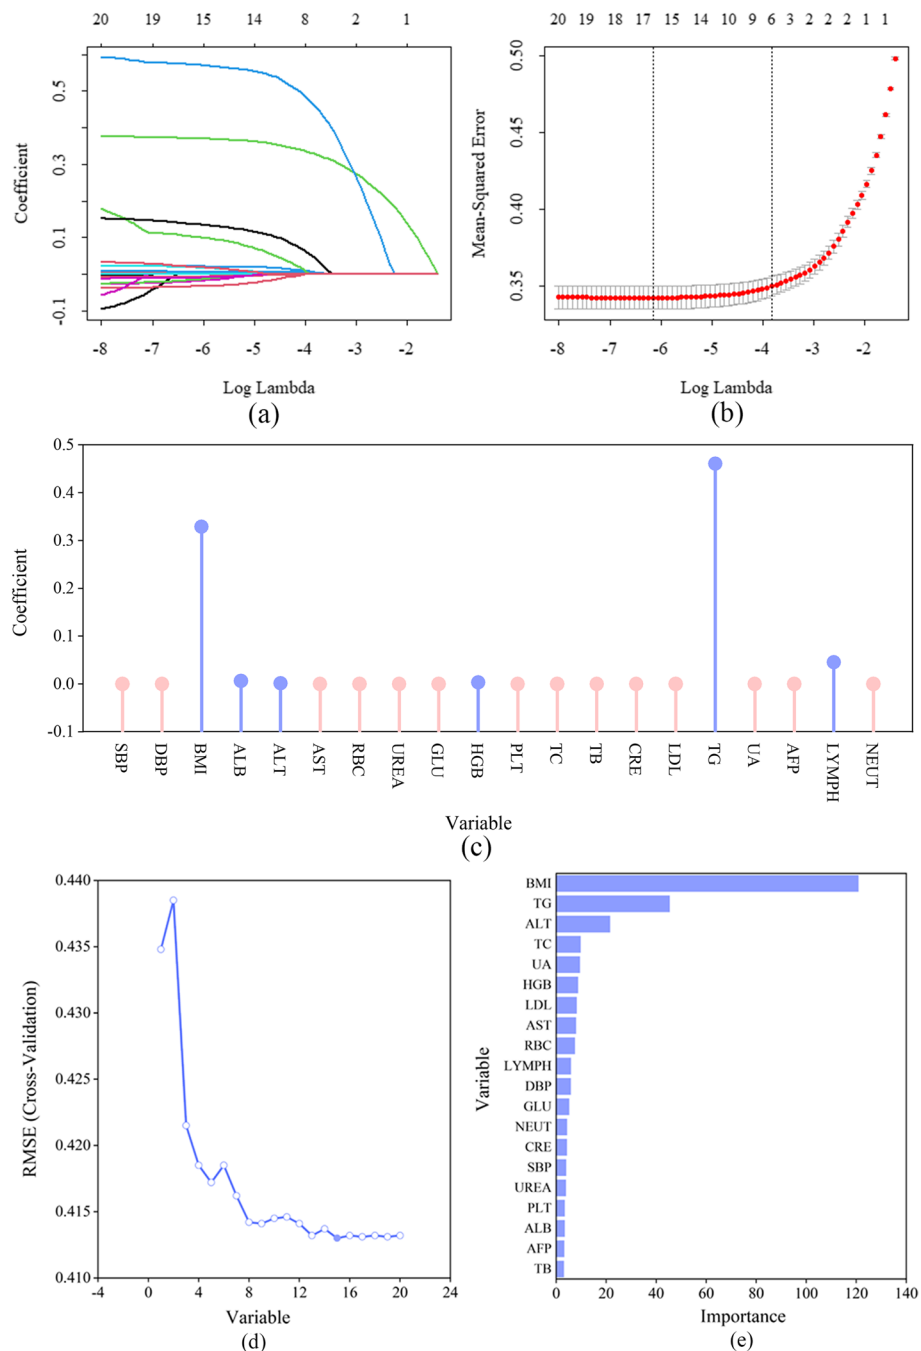 20 19 15 14 8 2 1
Coefficient
0.5
0.3
0.1
-0.1
-8 -7 -6 -5 -4 -3 -2
Log Lambda
(a)
20 19 18 17 15 14 10 9 6 3 2 2 2 1 1
Mean-Squared Error
0.50
0.45
0.40
0.35
-8 -7 -6 -5 -4 -3 -2
Log Lambda
(b)
Coefficient
0.5
0.4
0.3
0.2
0.1
0.0
-0.1
SBP DBP BMI ALB ALT AST RBC UREA GLU HGB PLT TC TB CRE LDL TG UA AFP LYMPH NEUT
Variable
(c)
RMSE (Cross-Validation)
0.440
0.435
0.430
0.425
0.420
0.415
0.410
-4 0 4 8 12 16 20 24
Variable
(d)
Variable
BMI
TG
ALT
TC
UA
HGB
LDL
AST
RBC
LYMPH
DBP
GLU
NEUT
CRE
SBP
UREA
PLT
ALB
AFP
TB
0 20 40 60 80 100 120 140
Importance
(e)